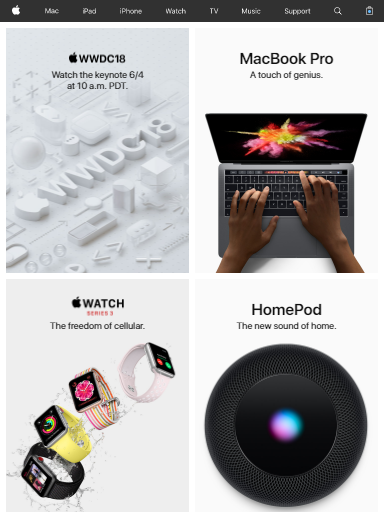 Mac iPad iPhone Watch TV Music Support
WWDC18
Watch the keynote 6/4
at 10 a.m. PDT.
WWDC18
MacBook Pro
A touch of genius.
WATCH
SERIES 3
The freedom of cellular.
HomePod
The new sound of home.